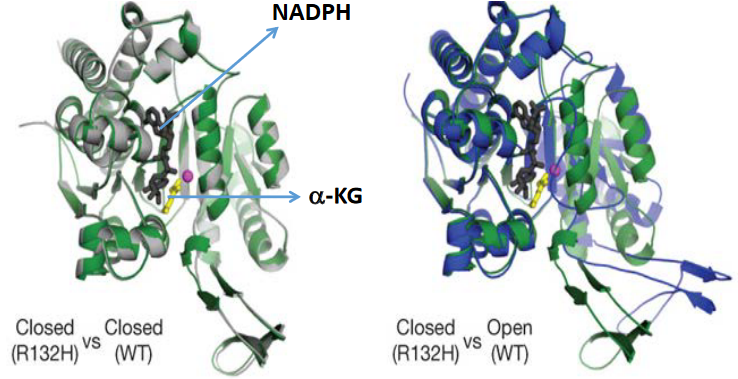 NADPH
α-KG
Closed vs Closed
(R132H) (WT)
Closed vs Open
(R132H) (WT)